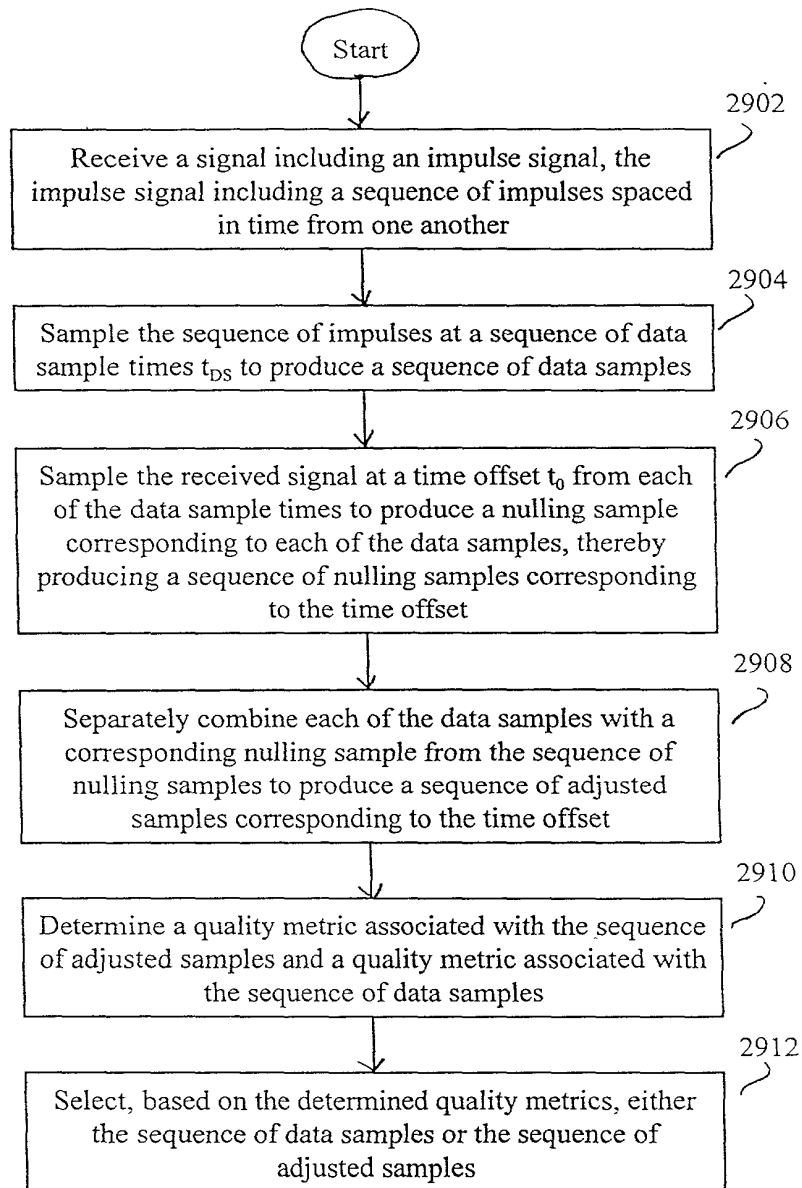 Start
2902
Receive a signal including an impulse signal, the
impulse signal including a sequence of impulses spaced
in time from one another
2904
Sample the sequence of impulses at a sequence of data
sample times t_DS to produce a sequence of data samples
2906
Sample the received signal at a time offset t_0 from each
of the data sample times to produce a nulling sample
corresponding to each of the data samples, thereby
producing a sequence of nulling samples corresponding
to the time offset
2908
Separately combine each of the data samples with a
corresponding nulling sample from the sequence of
nulling samples to produce a sequence of adjusted
samples corresponding to the time offset
2910
Determine a quality metric associated with the sequence
of adjusted samples and a quality metric associated with
the sequence of data samples
2912
Select, based on the determined quality metrics, either
the sequence of data samples or the sequence of
adjusted samples